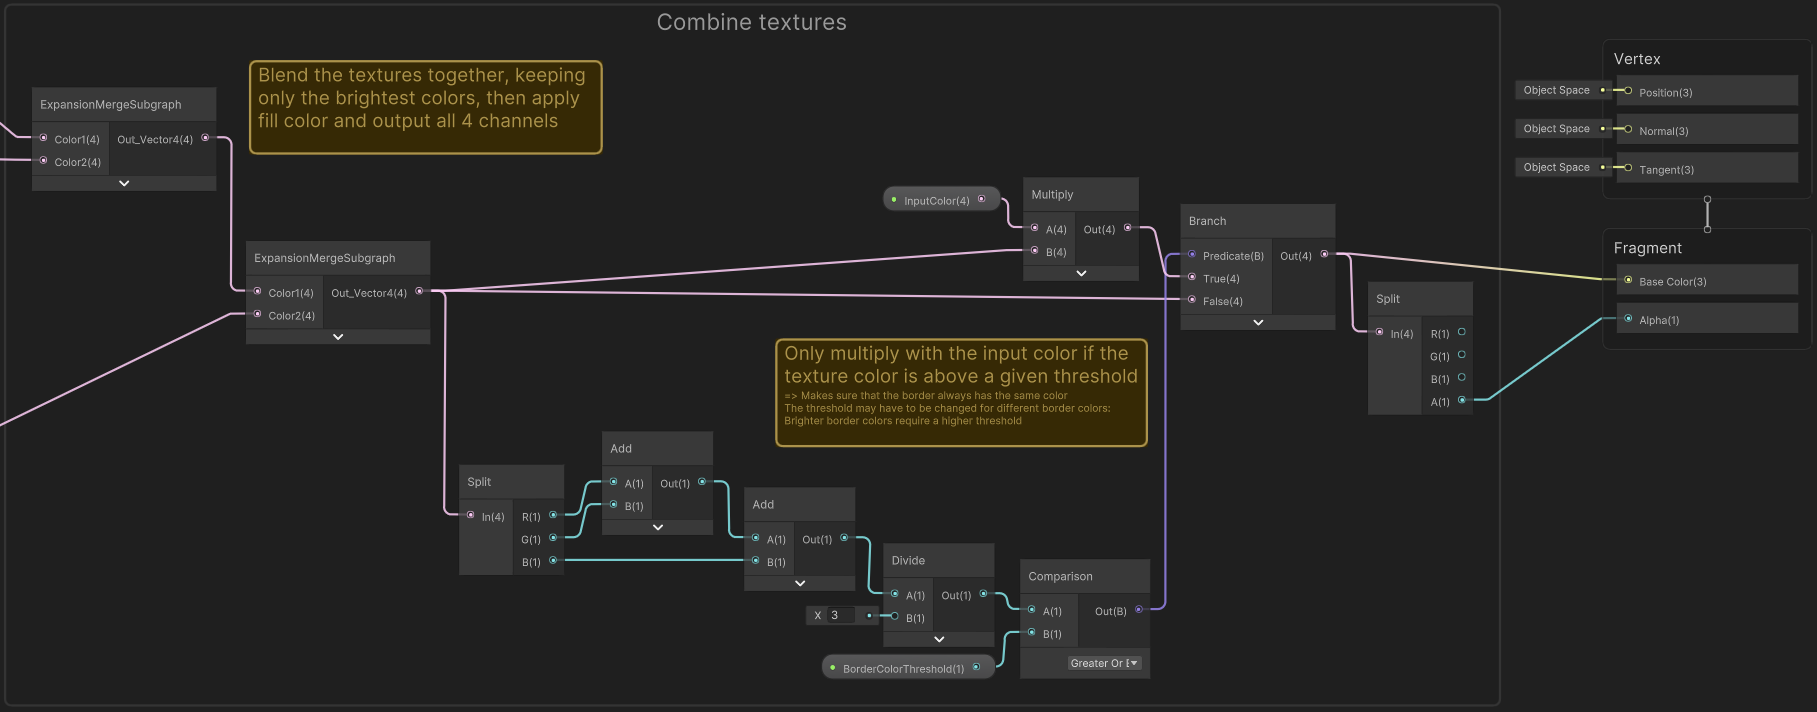 Combine textures
ExpansionMergeSubgraph
Color1(4)
Out_Vector4(4)
Color2(4)
Blend the textures together, keeping
only the brightest colors, then apply
fill color and output all 4 channels
ExpansionMergeSubgraph
Color1(4)
Out_Vector4(4)
Color2(4)
InputColor(4)
Multiply
A(4)
Out(4)
B(4)
Branch
Predicate(B)
Out(4)
True(4)
False(4)
Only multiply with the input color if the
texture color is above a given threshold
=> Makes sure that the border always has the same color
The threshold may have to be changed for different border colors:
Brighter border colors require a higher threshold
Split
In(4)
R(1)
G(1)
B(1)
Add
A(1)
Out(1)
B(1)
Add
A(1)
Out(1)
B(1)
X 3
Divide
A(1)
Out(1)
B(1)
BorderColorThreshold(1)
Comparison
A(1)
Out(B)
B(1)
Greater Or
Split
In(4)
R(1)
G(1)
B(1)
A(1)
Vertex
Object Space
Position(3)
Object Space
Normal(3)
Object Space
Tangent(3)
Fragment
Base Color(3)
Alpha(1)